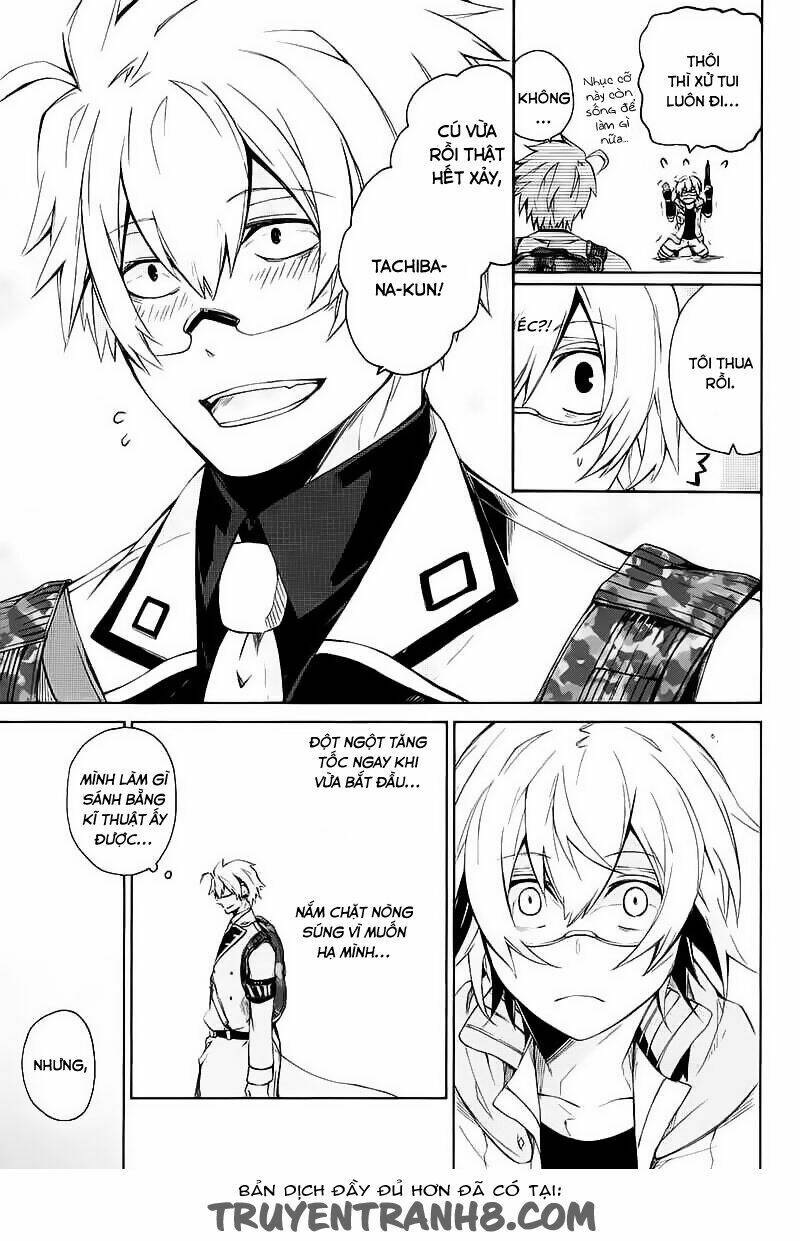 THÔI
THÌ XỬ TUI
LUÔN ĐI...
Nhục cỡ
này còn
sống để
làm gì
nữa...
KHÔNG
...
TÔI THUA
RỒI.
ÉC?!
CÚ VỪA
RỒI THẬT
HẾT XẢY,
TACHIBA-
NA-KUN!
ĐỘT NGỘT TĂNG
TỐC NGAY KHI
VỪA BẮT ĐẦU...
NẮM CHẶT NÒNG
SÚNG VÌ MUỐN
HẠ MÌNH...
MÌNH LÀM GÌ
SÁNH BẰNG
KĨ THUẬT ẤY
ĐƯỢC...
NHƯNG,
BẢN DỊCH ĐẦY ĐỦ HƠN ĐÃ CÓ TẠI:
TRUYENTRANH8.COM